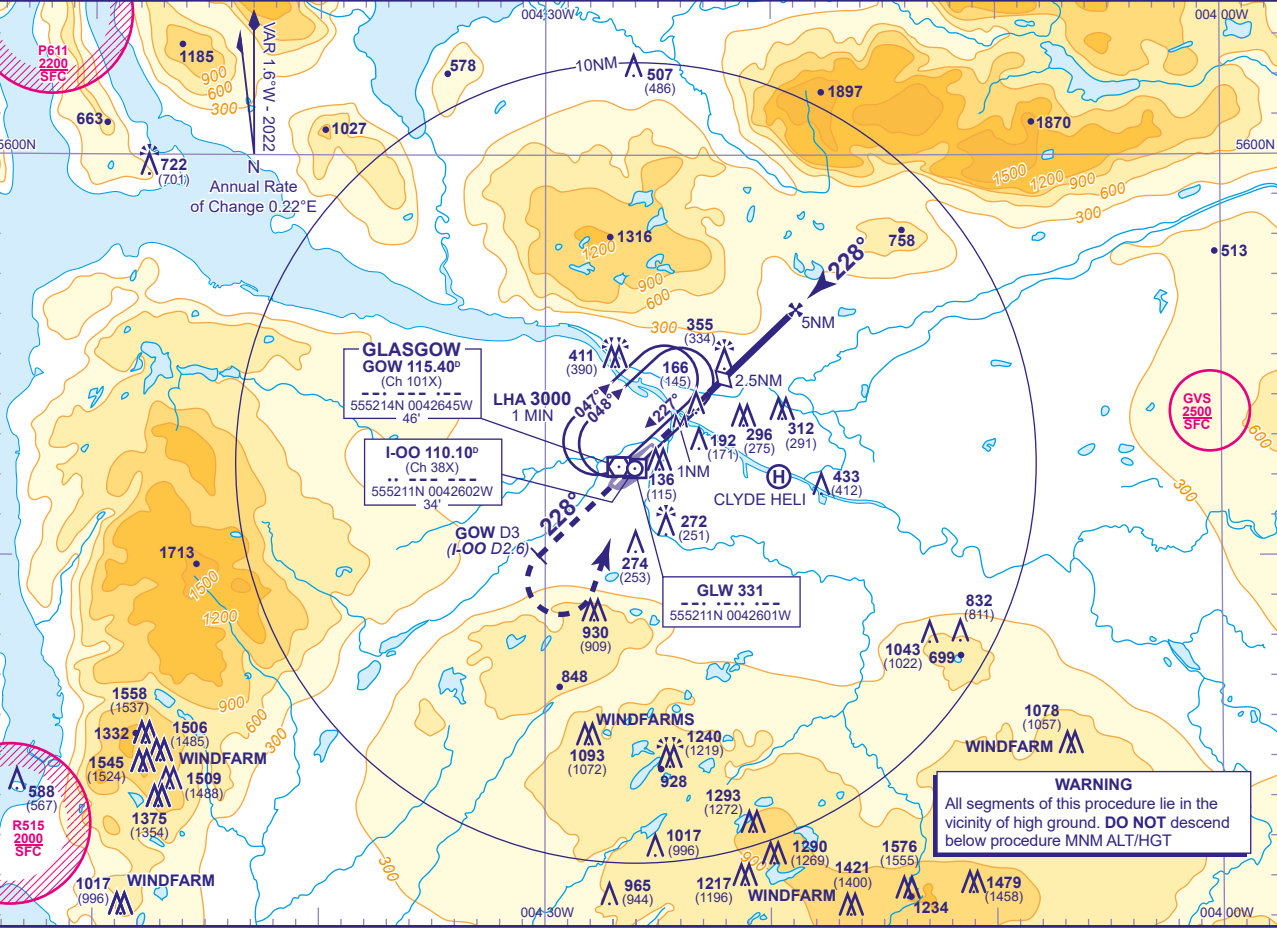 004 30W
004 00W
P611
2200
SFC
1185
900
600
300
VAR 1.6°W - 2022
578
10NM
507
(486)
1897
1870
663
1027
5600N
5600N
722
(701)
N
Annual Rate
of Change 0.22°E
1500
1200
900
600
300
1316
1200
900
600
300
758
228°
513
5NM
355
(334)
411
(390)
166
(145)
2.5NM
GLASGOW
GOW 115.40ᴰ
(Ch 101X)
555214N 0042645W
46'
LHA 3000
1 MIN
047°
048°
227°
GVS
2500
SFC
600
312
(291)
296
(275)
192
(171)
I-OO 110.10ᴰ
(Ch 38X)
555211N 0042602W
34'
1NM
136
(115)
H
CLYDE HELI
433
(412)
300
228°
272
(251)
GOW D3
(I-OO D2.6)
274
(253)
1713
1500
1200
GLW 331
555211N 0042601W
930
(909)
832
(811)
1043
(1022)
699
848
900
600
300
1558
(1537)
1332
1506
(1485)
WINDFARM
1545
(1524)
1509
(1488)
1375
(1354)
WINDFARMS
1093
(1072)
1240
(1219)
928
1078
(1057)
WINDFARM
588
(567)
R515
2000
SFC
1293
(1272)
WARNING
All segments of this procedure lie in the
vicinity of high ground. DO NOT descend
below procedure MNM ALT/HGT
1017
(996)
900
1290
(1269)
1576
(1555)
1421
(1400)
300
1017
(996)
WINDFARM
965
(944)
1217
(1196)
WINDFARM
1479
(1458)
1234
004 30W
004 00W